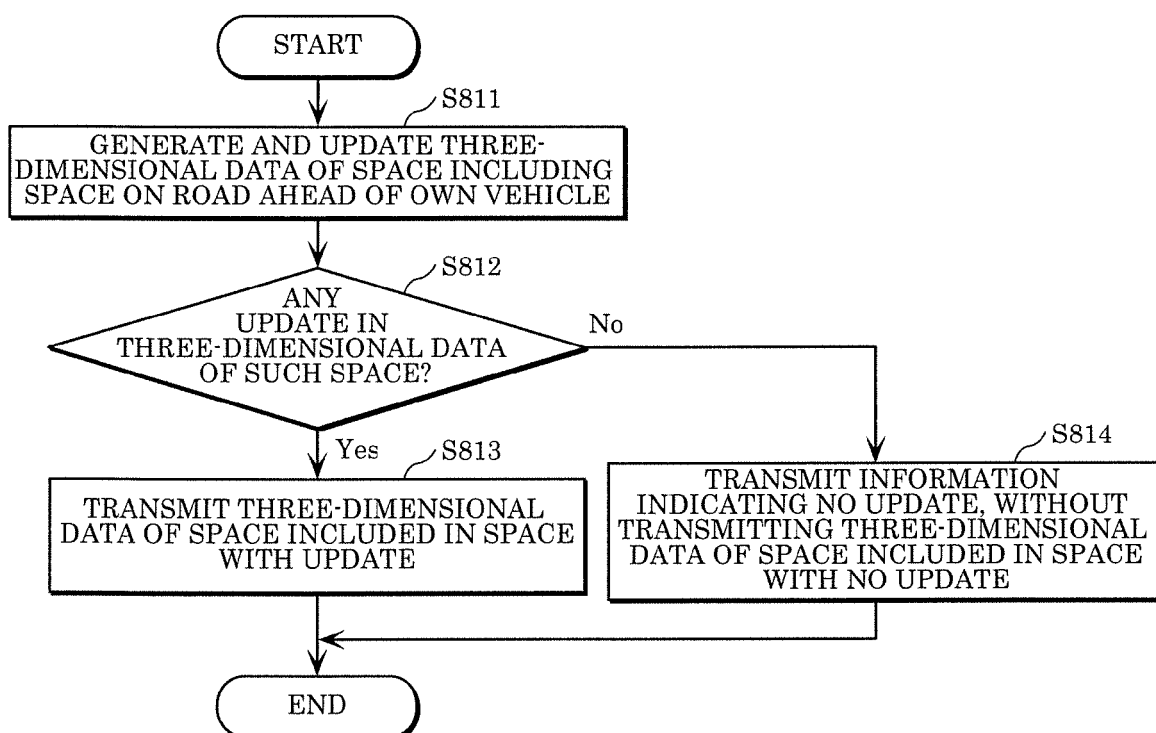 START
S811
GENERATE AND UPDATE THREE-
DIMENSIONAL DATA OF SPACE INCLUDING
SPACE ON ROAD AHEAD OF OWN VEHICLE
S812
ANY
UPDATE IN
THREE-DIMENSIONAL DATA
OF SUCH SPACE?
No
Yes
S813
TRANSMIT THREE-DIMENSIONAL
DATA OF SPACE INCLUDED IN SPACE
WITH UPDATE
S814
TRANSMIT INFORMATION
INDICATING NO UPDATE, WITHOUT
TRANSMITTING THREE-DIMENSIONAL
DATA OF SPACE INCLUDED IN SPACE
WITH NO UPDATE
END